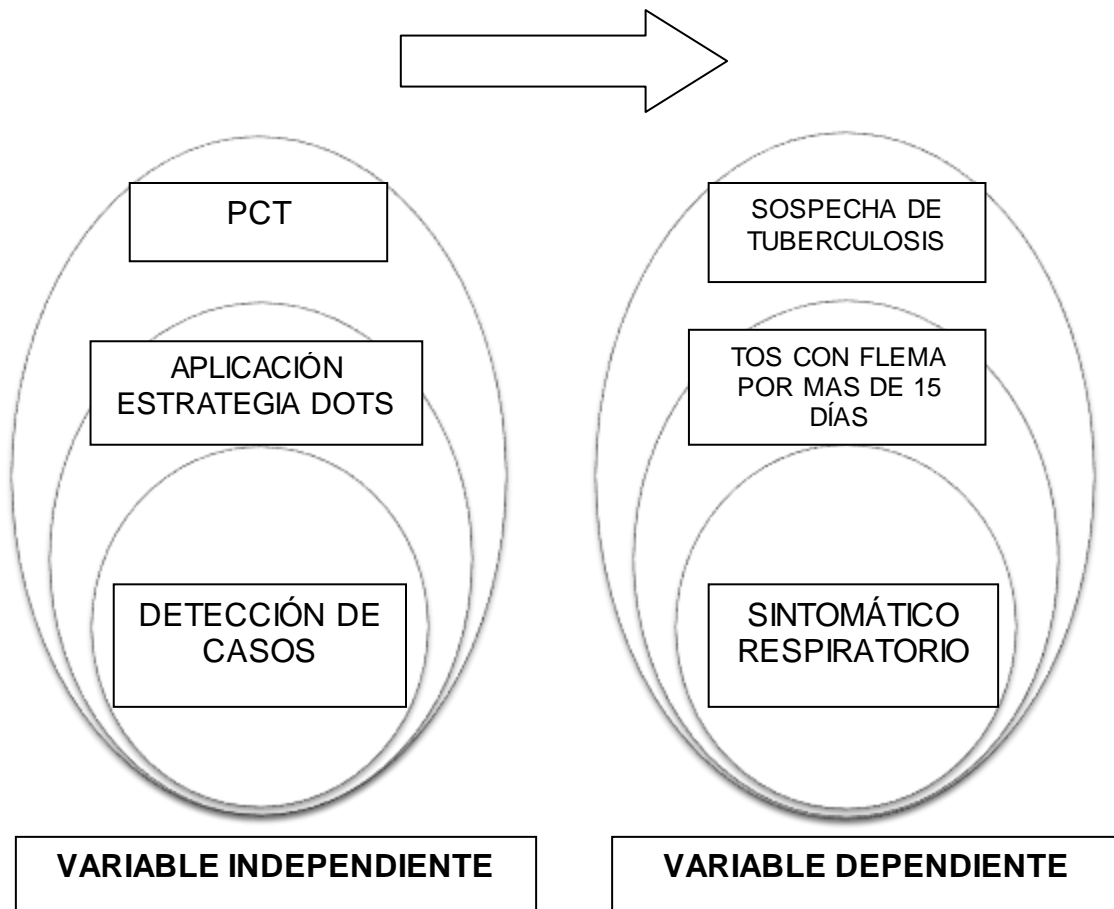 PCT
APLICACIÓN
ESTRATEGIA DOTS
DETECCIÓN DE
CASOS
VARIABLE INDEPENDIENTE
SOSPECHA DE
TUBERCULOSIS
TOS CON FLEMA
POR MAS DE 15
DÍAS
SINTOMÁTICO
RESPIRATORIO
VARIABLE DEPENDIENTE